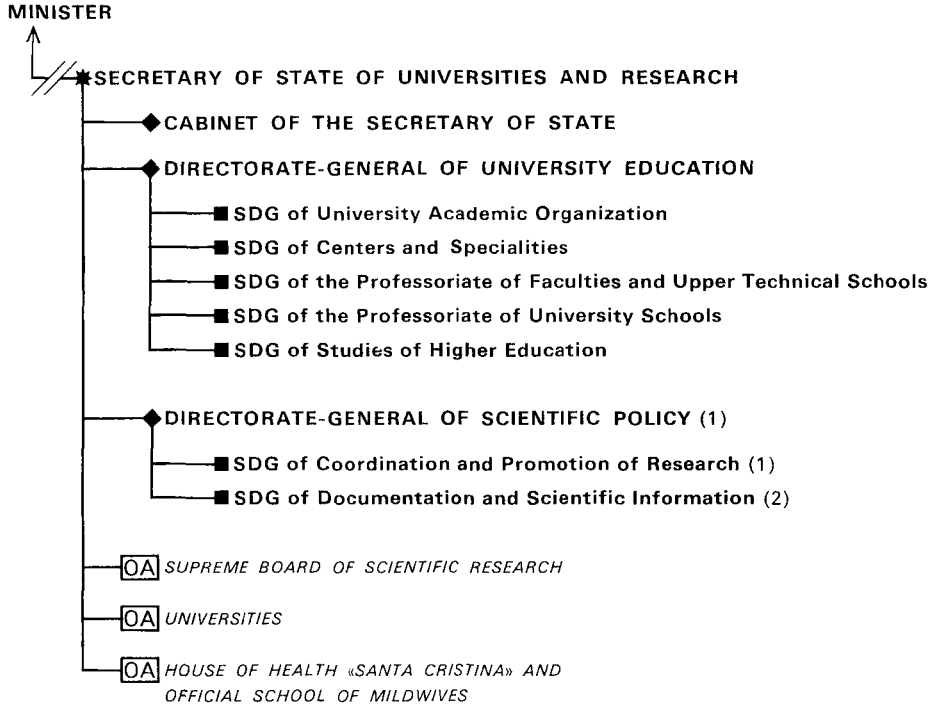 MINISTER
SECRETARY OF STATE OF UNIVERSITIES AND RESEARCH
CABINET OF THE SECRETARY OF STATE
DIRECTORATE-GENERAL OF UNIVERSITY EDUCATION
SDG of University Academic Organization
SDG of Centers and Specialities
SDG of the Professoriate of Faculties and Upper Technical Schools
SDG of the Professoriate of University Schools
SDG of Studies of Higher Education
DIRECTORATE-GENERAL OF SCIENTIFIC POLICY (1)
SDG of Coordination and Promotion of Research (1)
SDG of Documentation and Scientific Information (2)
OA SUPREME BOARD OF SCIENTIFIC RESEARCH
OA UNIVERSITIES
OA HOUSE OF HEALTH «SANTA CRISTINA» AND
OFFICIAL SCHOOL OF MILDWIVES